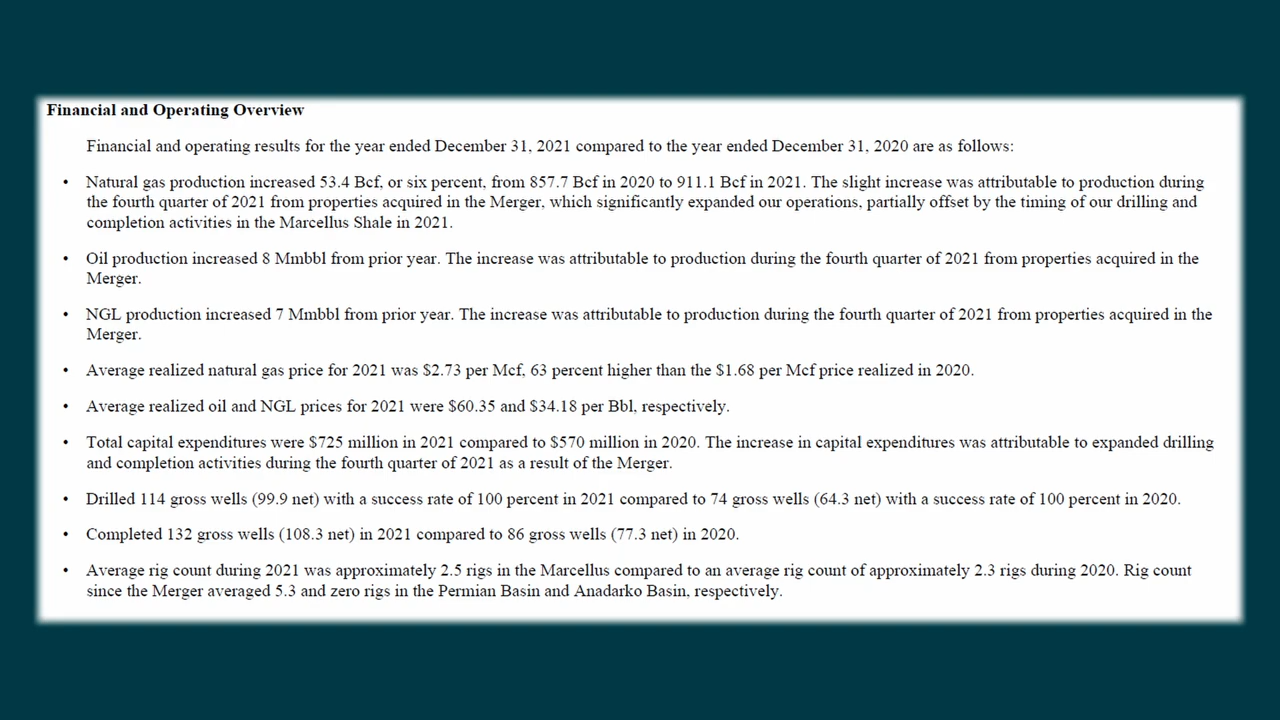 Financial and Operating Overview
Financial and operating results for the year ended December 31, 2021 compared to the year ended December 31, 2020 are as follows:
• Natural gas production increased 53.4 Bcf, or six percent, from 857.7 Bcf in 2020 to 911.1 Bcf in 2021. The slight increase was attributable to production during
the fourth quarter of 2021 from properties acquired in the Merger, which significantly expanded our operations, partially offset by the timing of our drilling and
completion activities in the Marcellus Shale in 2021.
• Oil production increased 8 Mmbbl from prior year. The increase was attributable to production during the fourth quarter of 2021 from properties acquired in the
Merger.
• NGL production increased 7 Mmbbl from prior year. The increase was attributable to production during the fourth quarter of 2021 from properties acquired in the
Merger.
• Average realized natural gas price for 2021 was $2.73 per Mcf, 63 percent higher than the $1.68 per Mcf price realized in 2020.
• Average realized oil and NGL prices for 2021 were $60.35 and $34.18 per Bbl, respectively.
• Total capital expenditures were $725 million in 2021 compared to $570 million in 2020. The increase in capital expenditures was attributable to expanded drilling
and completion activities during the fourth quarter of 2021 as a result of the Merger.
• Drilled 114 gross wells (99.9 net) with a success rate of 100 percent in 2021 compared to 74 gross wells (64.3 net) with a success rate of 100 percent in 2020.
• Completed 132 gross wells (108.3 net) in 2021 compared to 86 gross wells (77.3 net) in 2020.
• Average rig count during 2021 was approximately 2.5 rigs in the Marcellus compared to an average rig count of approximately 2.3 rigs during 2020. Rig count
since the Merger averaged 5.3 and zero rigs in the Permian Basin and Anadarko Basin, respectively.